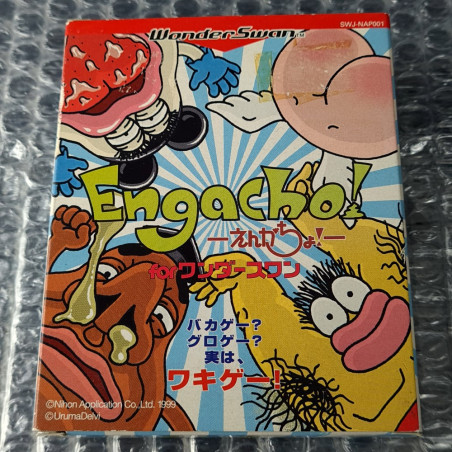 SWJ-NAP001
WonderSwan
Engacho!
ーえんがちょ!ー
forワンダースワン
バカゲー?
グロゲー?
実は、
ワキゲー!
©Nihon Application Co., Ltd. 1999
©UrumaDelvi